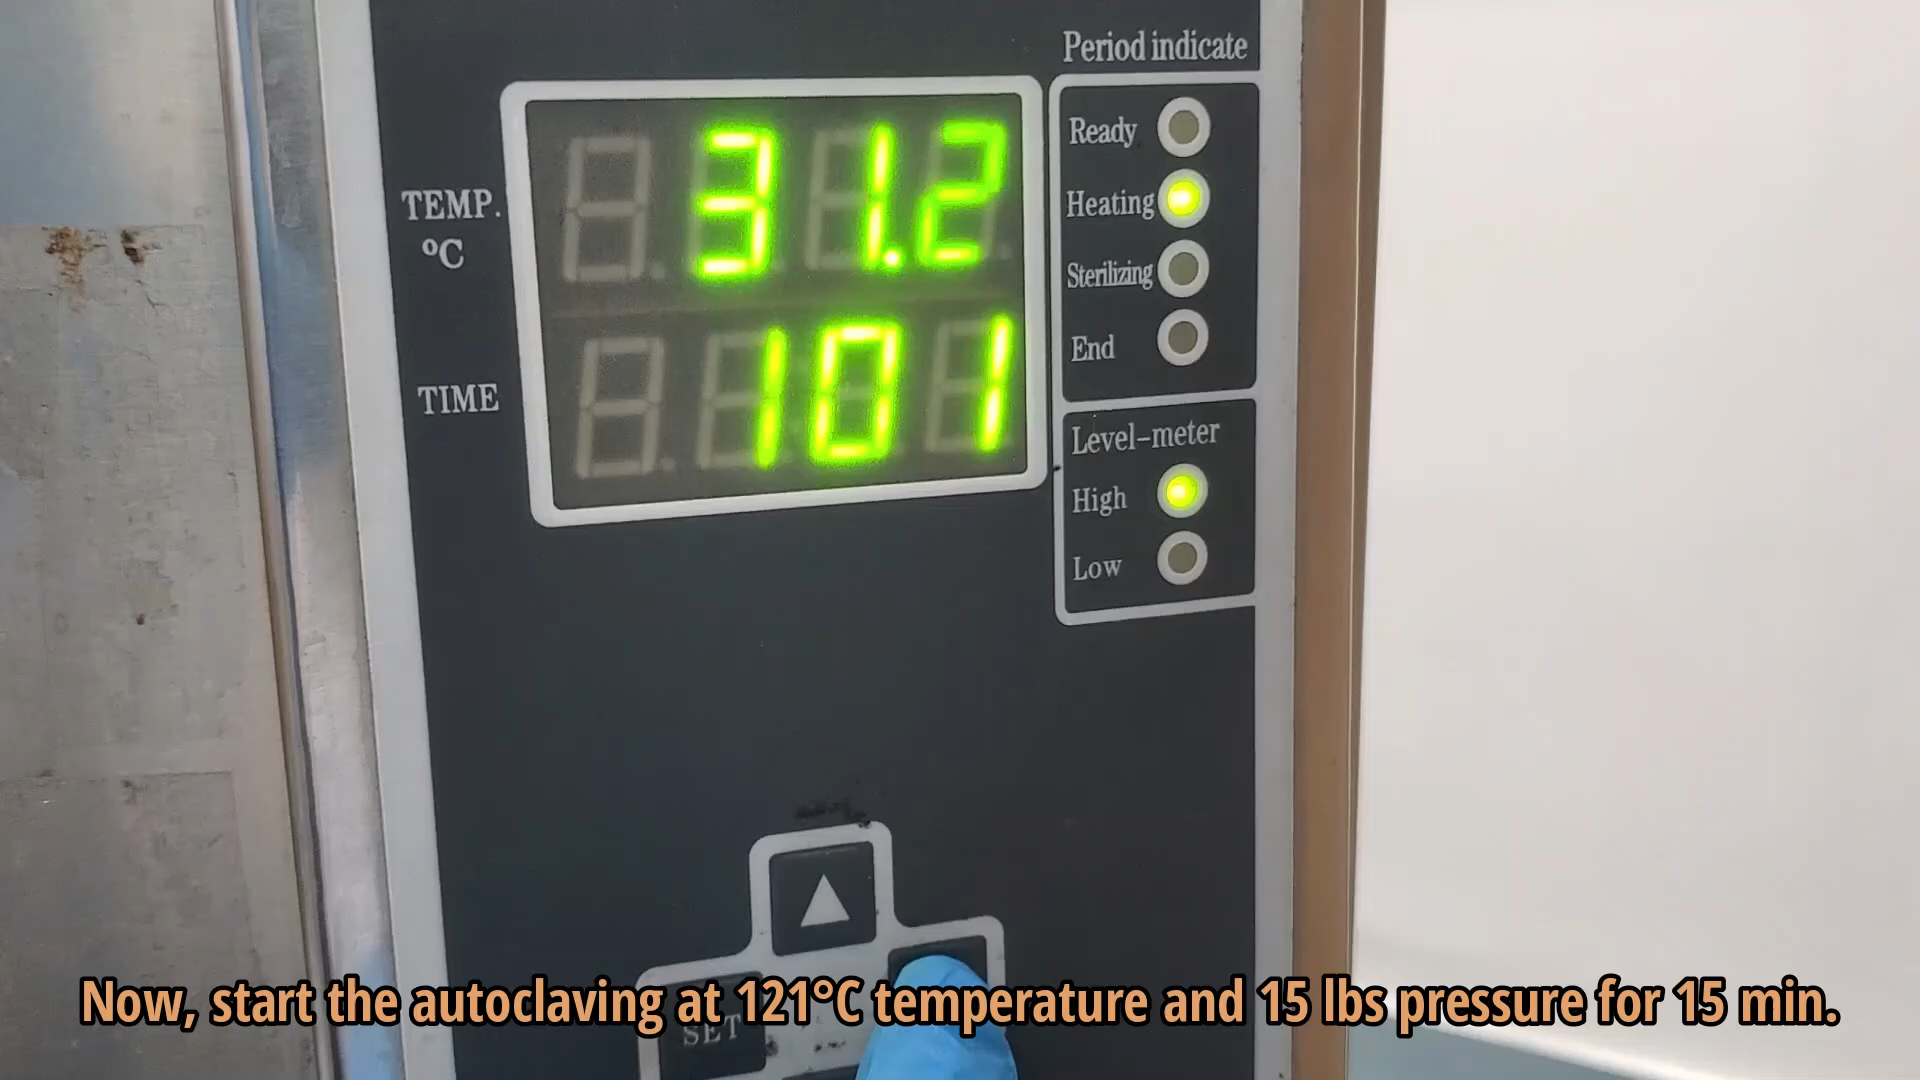 Period indicate
31.2
Ready
Heating
TEMP.
°C
Sterilizing
101
End
TIME
Level-meter
High
Low
Now, start the autoclaving at 121°C temperature and 15 lbs pressure for 15 min.
SET